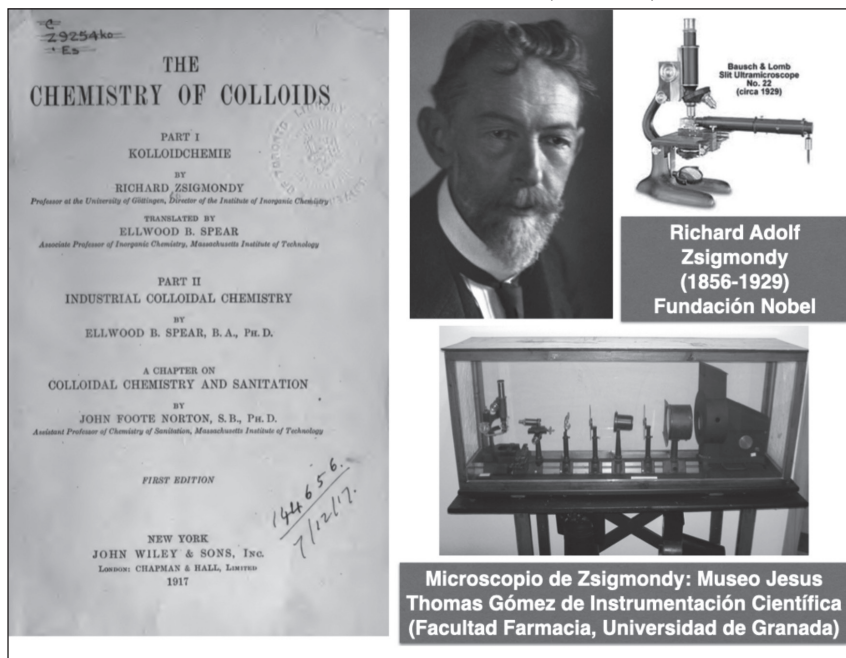 C
Z9254ko
Es
THE
CHEMISTRY OF COLLOIDS
PART I
KOLLOIDCHEMIE
BY
RICHARD ZSIGMONDY
Professor at the University of Göttingen, Director of the Institute of Inorganic Chemistry
TRANSLATED BY
ELLWOOD B. SPEAR
Associate Professor of Inorganic Chemistry, Massachusetts Institute of Technology
PART II
INDUSTRIAL COLLOIDAL CHEMISTRY
BY
ELLWOOD B. SPEAR, B.A., PH.D.
A CHAPTER ON
COLLOIDAL CHEMISTRY AND SANITATION
BY
JOHN FOOTE NORTON, S.B., PH.D.
Assistant Professor of Chemistry of Sanitation, Massachusetts Institute of Technology
FIRST EDITION
144656.
7/12/17.
NEW YORK
JOHN WILEY & SONS, INC.
LONDON: CHAPMAN & HALL, LIMITED
1917
Bausch & Lomb
Slit Ultramicroscope
No. 22
(circa 1929)
Richard Adolf
Zsigmondy
(1856-1929)
Fundación Nobel
Microscopio de Zsigmondy: Museo Jesus
Thomas Gómez de Instrumentación Científica
(Facultad Farmacia, Universidad de Granada)